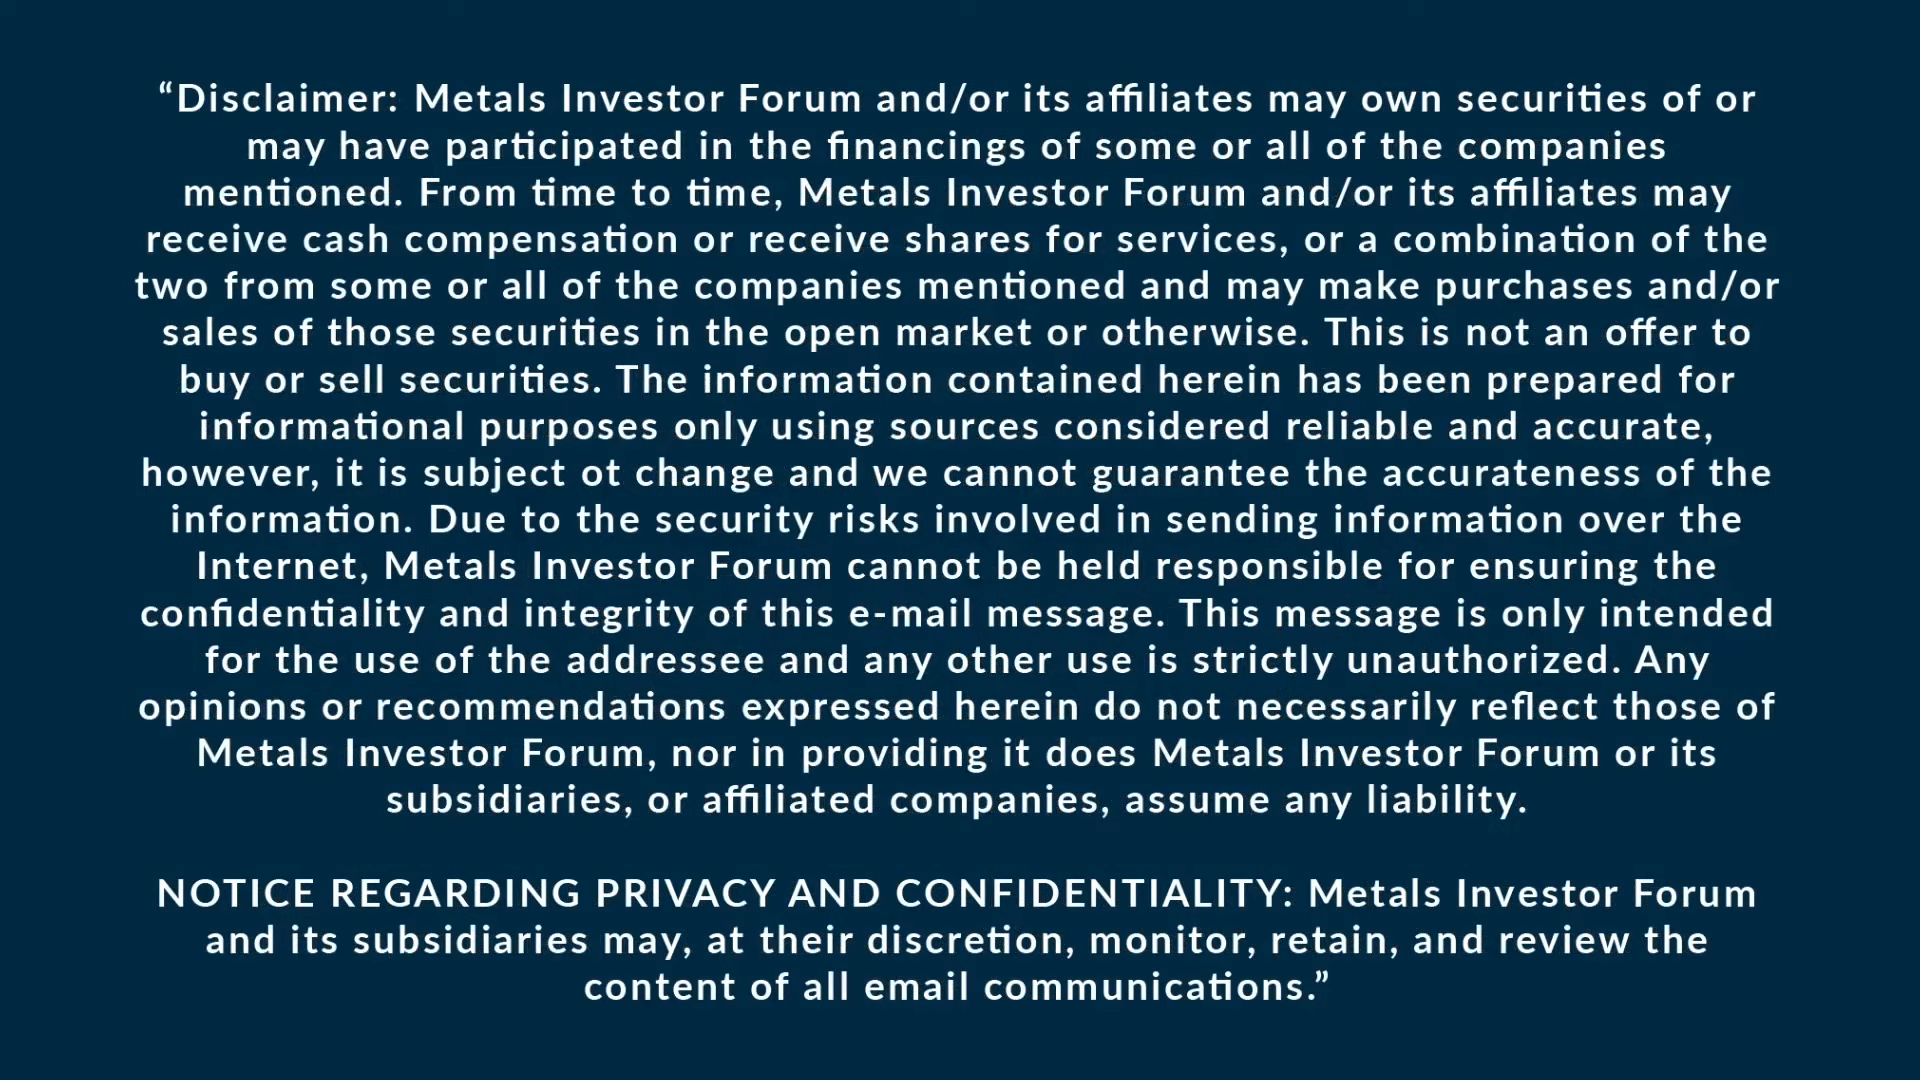 “Disclaimer: Metals Investor Forum and/or its affiliates may own securities of or
may have participated in the financings of some or all of the companies
mentioned. From time to time, Metals Investor Forum and/or its affiliates may
receive cash compensation or receive shares for services, or a combination of the
two from some or all of the companies mentioned and may make purchases and/or
sales of those securities in the open market or otherwise. This is not an offer to
buy or sell securities. The information contained herein has been prepared for
informational purposes only using sources considered reliable and accurate,
however, it is subject ot change and we cannot guarantee the accurateness of the
information. Due to the security risks involved in sending information over the
Internet, Metals Investor Forum cannot be held responsible for ensuring the
confidentiality and integrity of this e-mail message. This message is only intended
for the use of the addressee and any other use is strictly unauthorized. Any
opinions or recommendations expressed herein do not necessarily reflect those of
Metals Investor Forum, nor in providing it does Metals Investor Forum or its
subsidiaries, or affiliated companies, assume any liability.
NOTICE REGARDING PRIVACY AND CONFIDENTIALITY: Metals Investor Forum
and its subsidiaries may, at their discretion, monitor, retain, and review the
content of all email communications.”